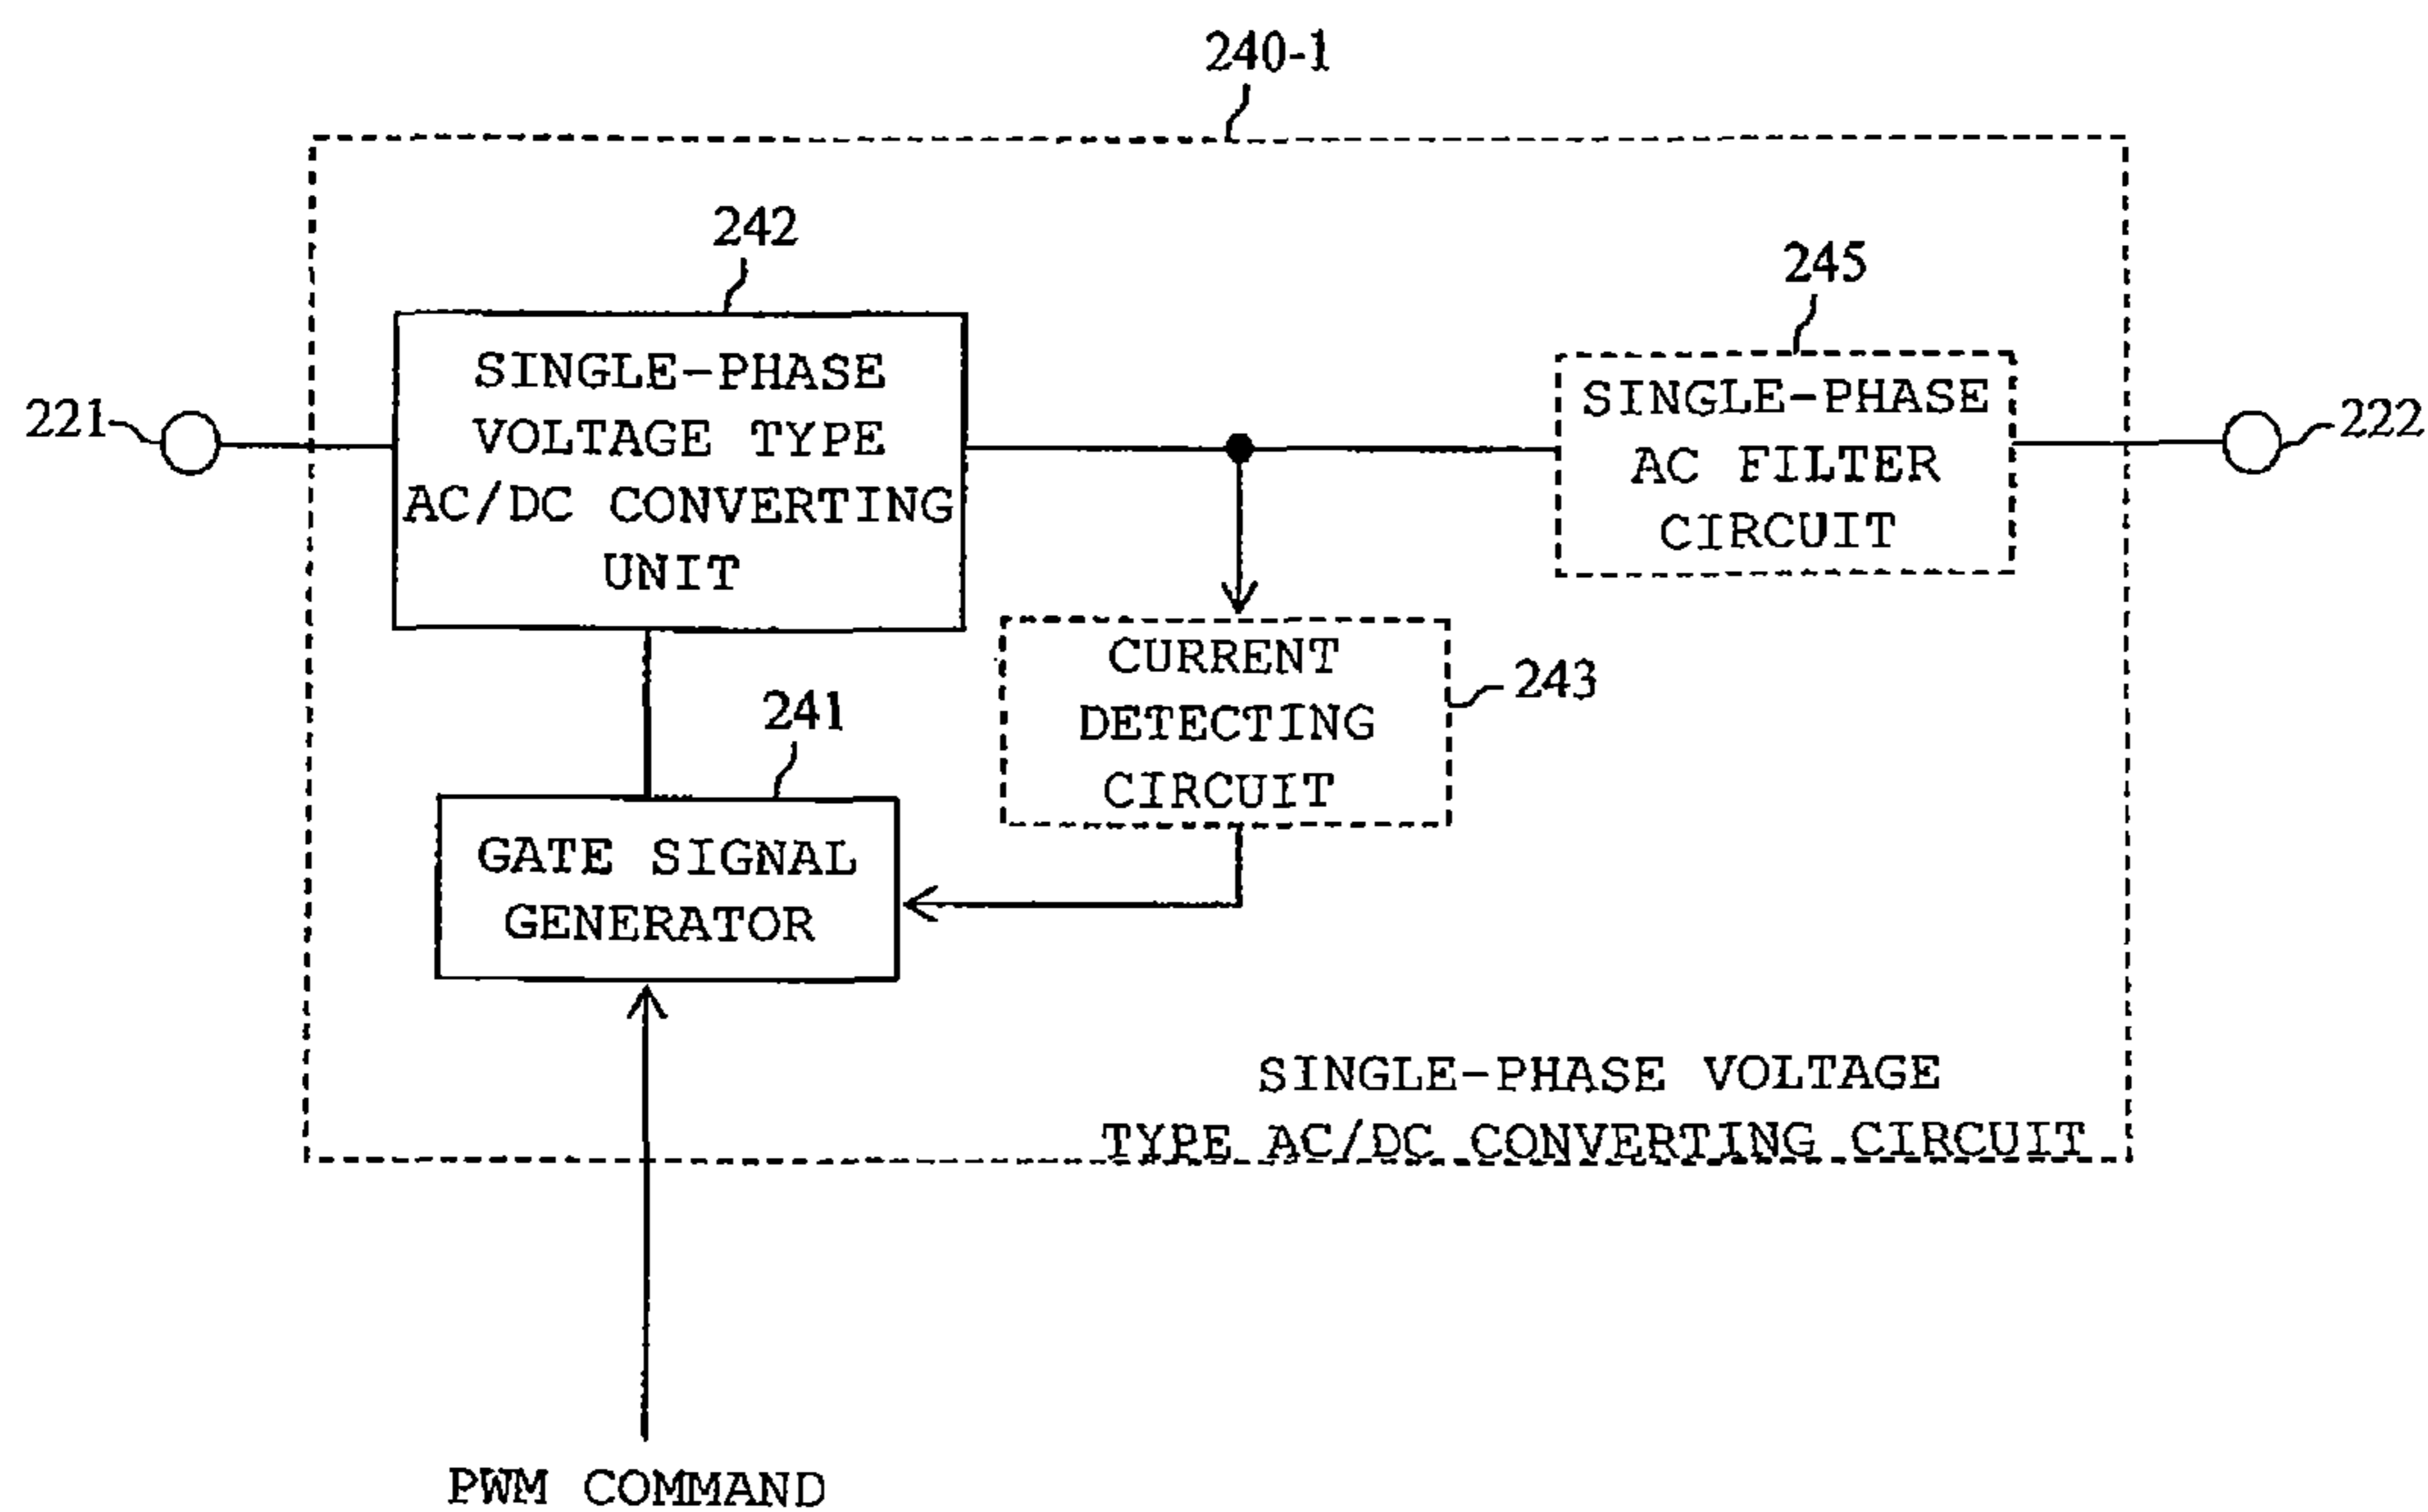 240-1
242
SINGLE-PHASE
VOLTAGE TYPE
AC/DC CONVERTING
UNIT
245
SINGLE-PHASE
AC FILTER
CIRCUIT
221
222
CURRENT
DETECTING
CIRCUIT
243
241
GATE SIGNAL
GENERATOR
SINGLE-PHASE VOLTAGE
TYPE AC/DC CONVERTING CIRCUIT
PWM COMMAND